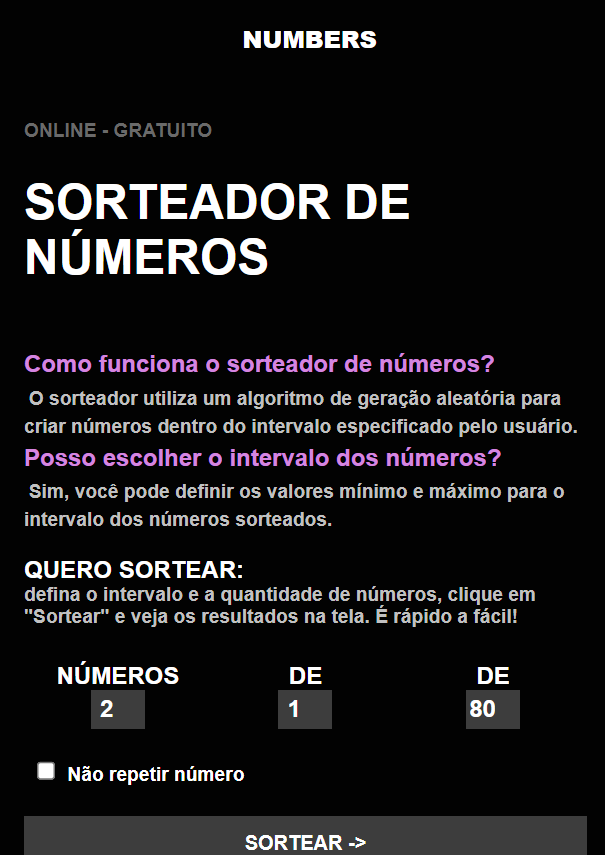 NUMBERS
ONLINE - GRATUITO
SORTEADOR DE
NÚMEROS
Como funciona o sorteador de números?
O sorteador utiliza um algoritmo de geração aleatória para
criar números dentro do intervalo especificado pelo usuário.
Posso escolher o intervalo dos números?
Sim, você pode definir os valores mínimo e máximo para o
intervalo dos números sorteados.
QUERO SORTEAR:
defina o intervalo e a quantidade de números, clique em
"Sortear" e veja os resultados na tela. É rápido a fácil!
NÚMEROS DE DE
2 1 80
Não repetir número
SORTEAR ->